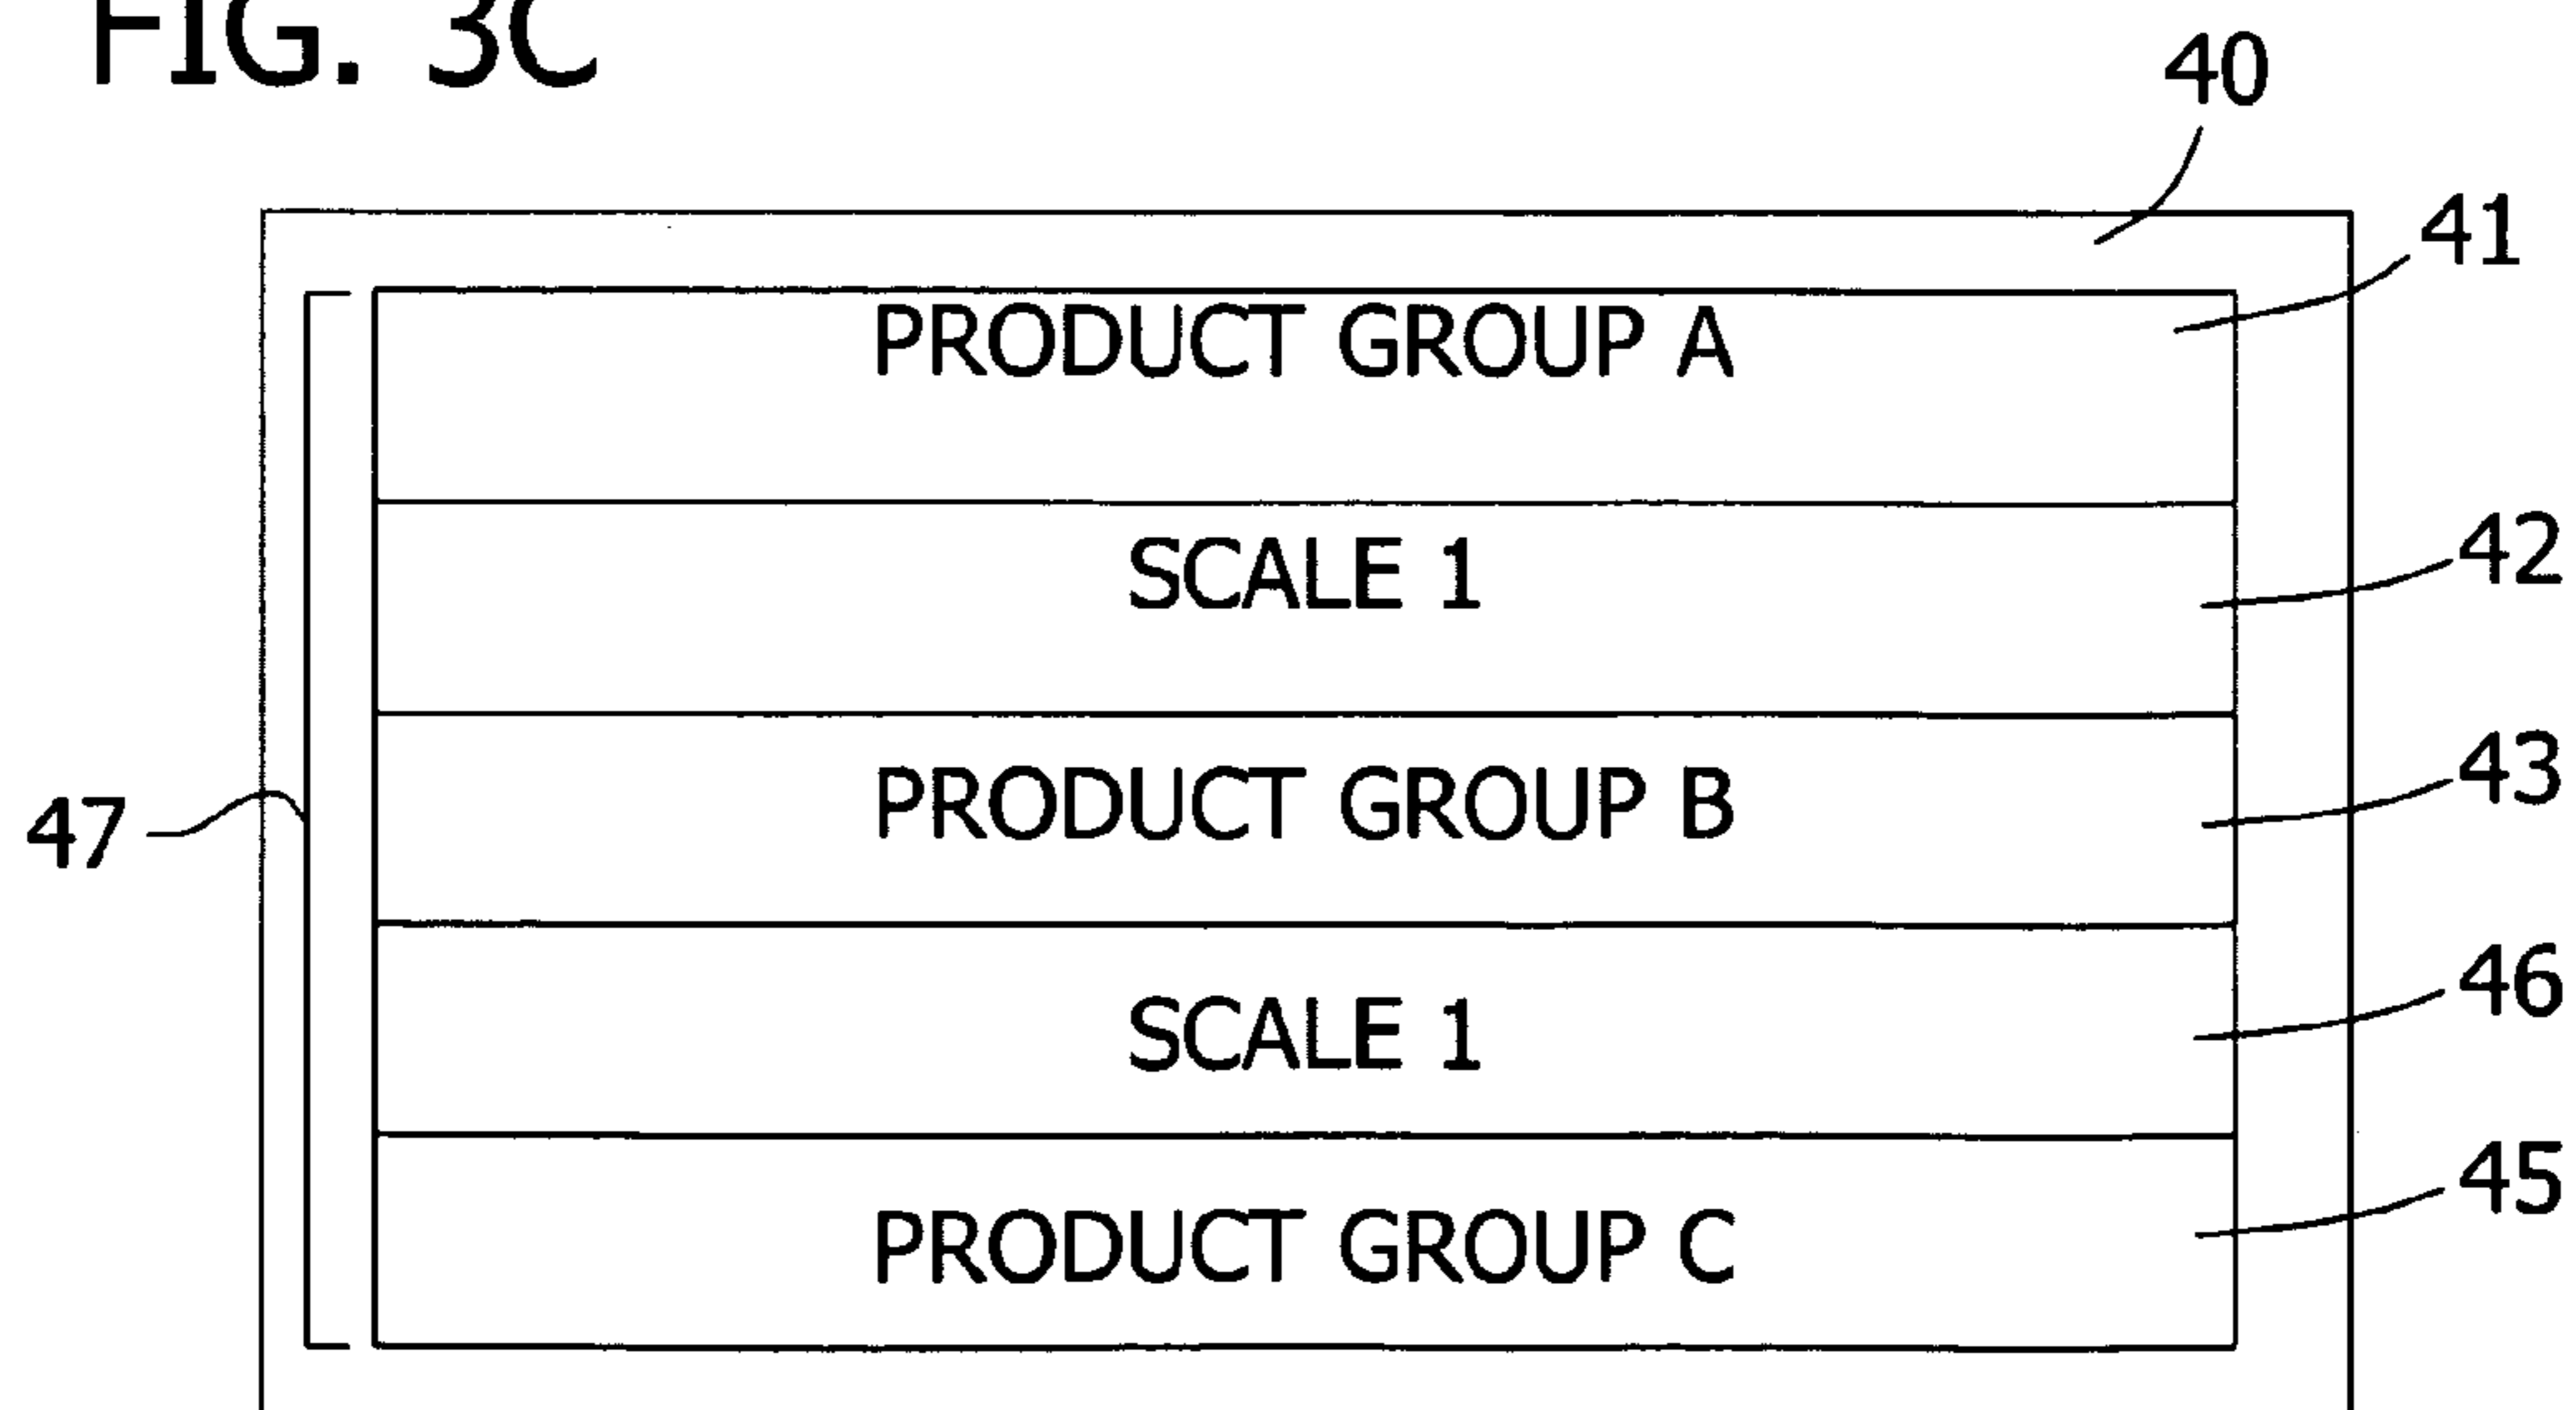 FIG. 3C
40
41
PRODUCT GROUP A
SCALE 1
42
PRODUCT GROUP B
43
47
SCALE 1
46
PRODUCT GROUP C
45